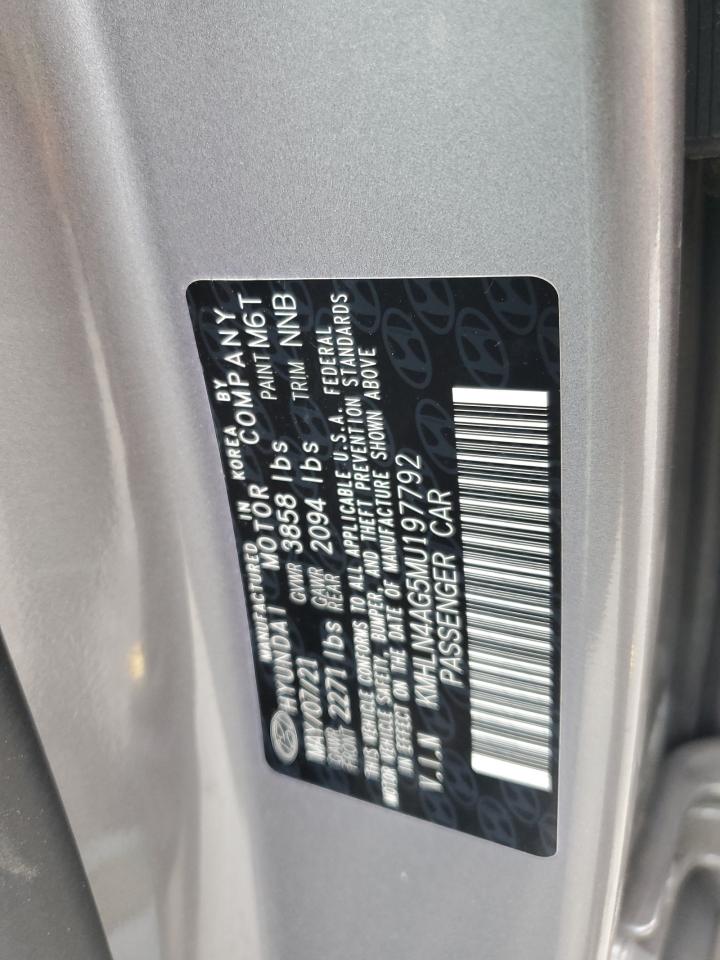 MANUFACTURED IN KOREA BY
HYUNDAI MOTOR COMPANY
MAY/07/21 GVWR 3858 lbs PAINT M6T
GAWR FRONT 2271 lbs GAWR REAR 2094 lbs TRIM NNB
THIS VEHICLE CONFORMS TO ALL APPLICABLE U.S.A. FEDERAL
MOTOR VEHICLE SAFETY, BUMPER, AND THEFT PREVENTION STANDARDS
IN EFFECT ON THE DATE OF MANUFACTURE SHOWN ABOVE
V.I.N KMHLN4AG5MU197792
PASSENGER CAR